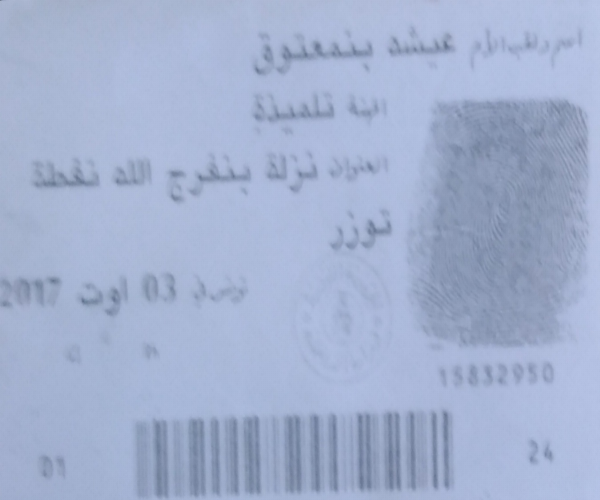 اسم ولقب الأم عيشه بنمعتوق
المهنة تلميذة
العنوان نزلة بنفرج الله نفطة
توزر
تونس في 03 اوت 2017
15832950
01
24